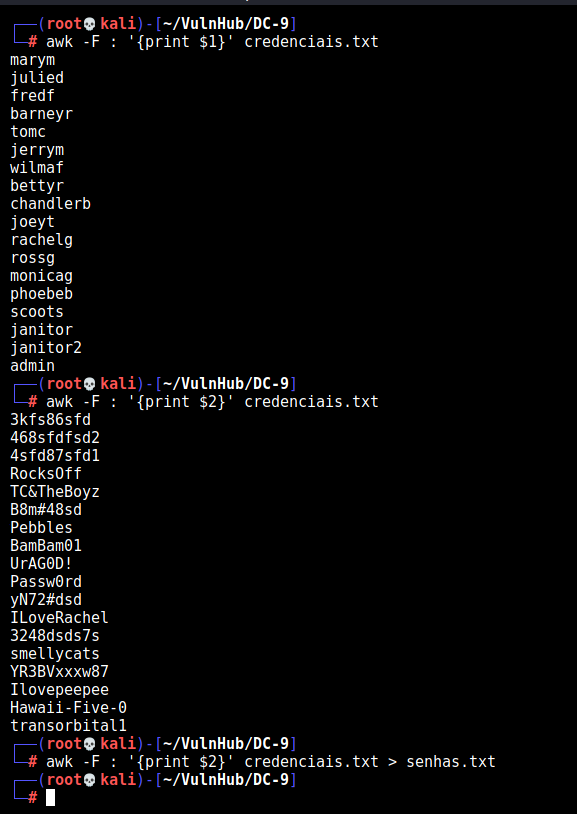 ┌──(root💀kali)-[~/VulnHub/DC-9]
└─# awk -F : '{print $1}' credenciais.txt
marym
julied
fredf
barneyr
tomc
jerrym
wilmaf
bettyr
chandlerb
joeyt
rachelg
rossg
monicag
phoebeb
scoots
janitor
janitor2
admin
┌──(root💀kali)-[~/VulnHub/DC-9]
└─# awk -F : '{print $2}' credenciais.txt
3kfs86sfd
468sfdfsd2
4sfd87sfd1
RocksOff
TC&TheBoyz
B8m#48sd
Pebbles
BamBam01
UrAG0D!
Passw0rd
yN72#dsd
ILoveRachel
3248dsds7s
smellycats
YR3BVxxxw87
Ilovepeepee
Hawaii-Five-0
transorbital1
┌──(root💀kali)-[~/VulnHub/DC-9]
└─# awk -F : '{print $2}' credenciais.txt > senhas.txt
┌──(root💀kali)-[~/VulnHub/DC-9]
└─#